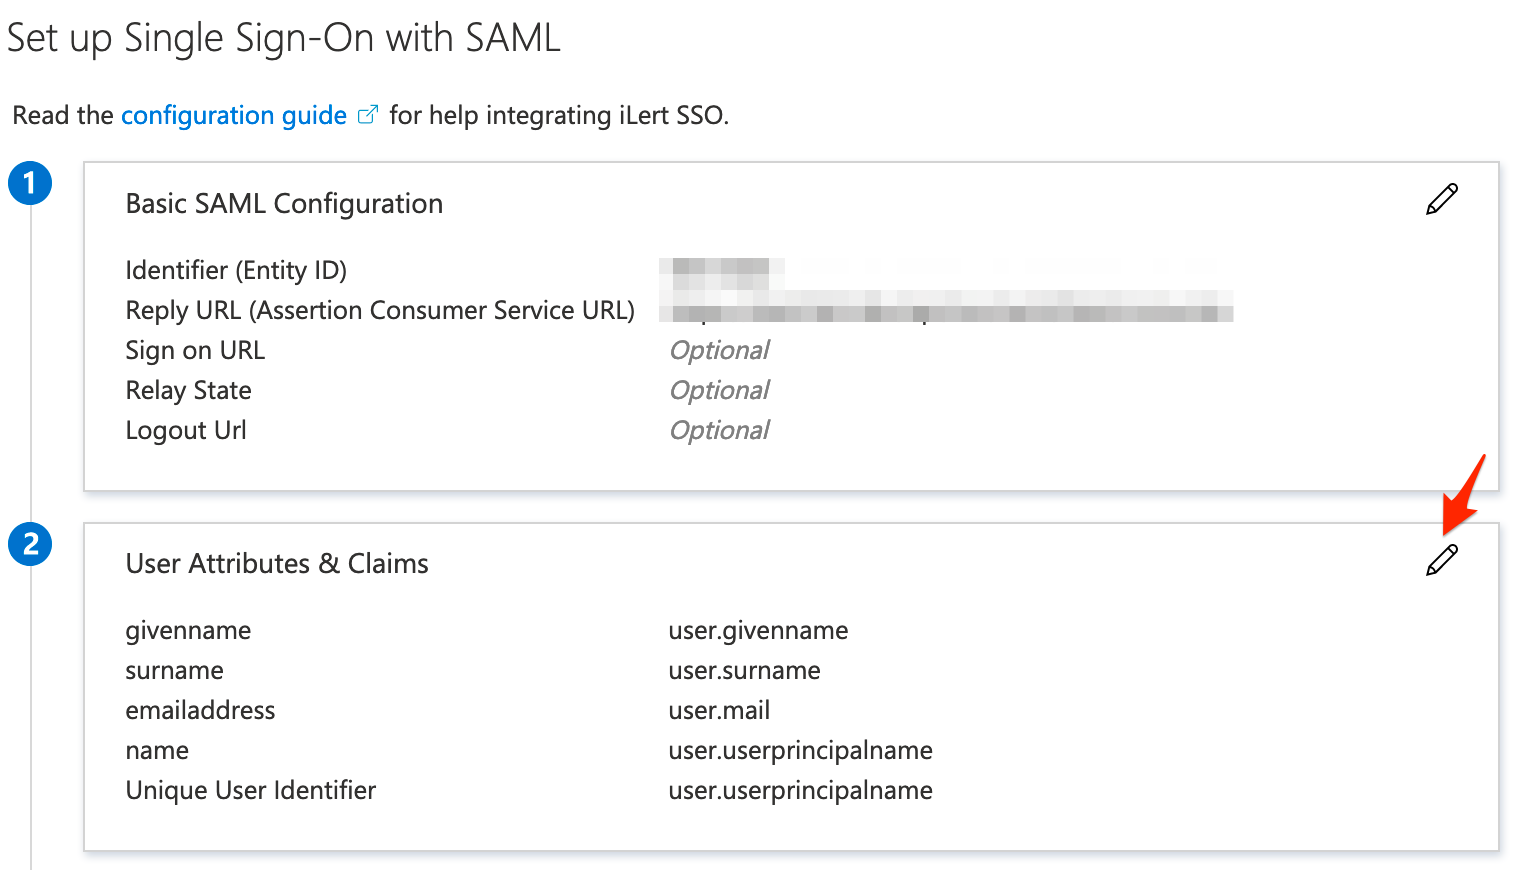 Set up Single Sign-On with SAML
Read the configuration guide for help integrating iLert SSO.
1
Basic SAML Configuration
Identifier (Entity ID)
Reply URL (Assertion Consumer Service URL)
Sign on URL Optional
Relay State Optional
Logout Url Optional
2
User Attributes & Claims
givenname user.givenname
surname user.surname
emailaddress user.mail
name user.userprincipalname
Unique User Identifier user.userprincipalname